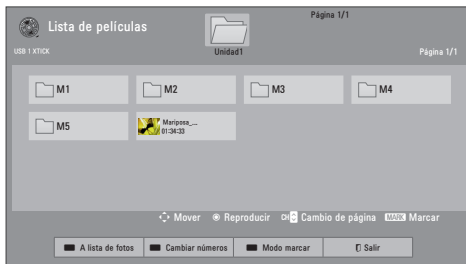 Página 1/1
Lista de películas
USB 1 XTICK
Unidad1
Página 1/1
M1
M2
M3
M4
M5
Mariposa_...
01:34:33
Mover
Reproducir
Cambio de página
MARK Marcar
A lista de fotos
Cambiar números
Modo marcar
Salir